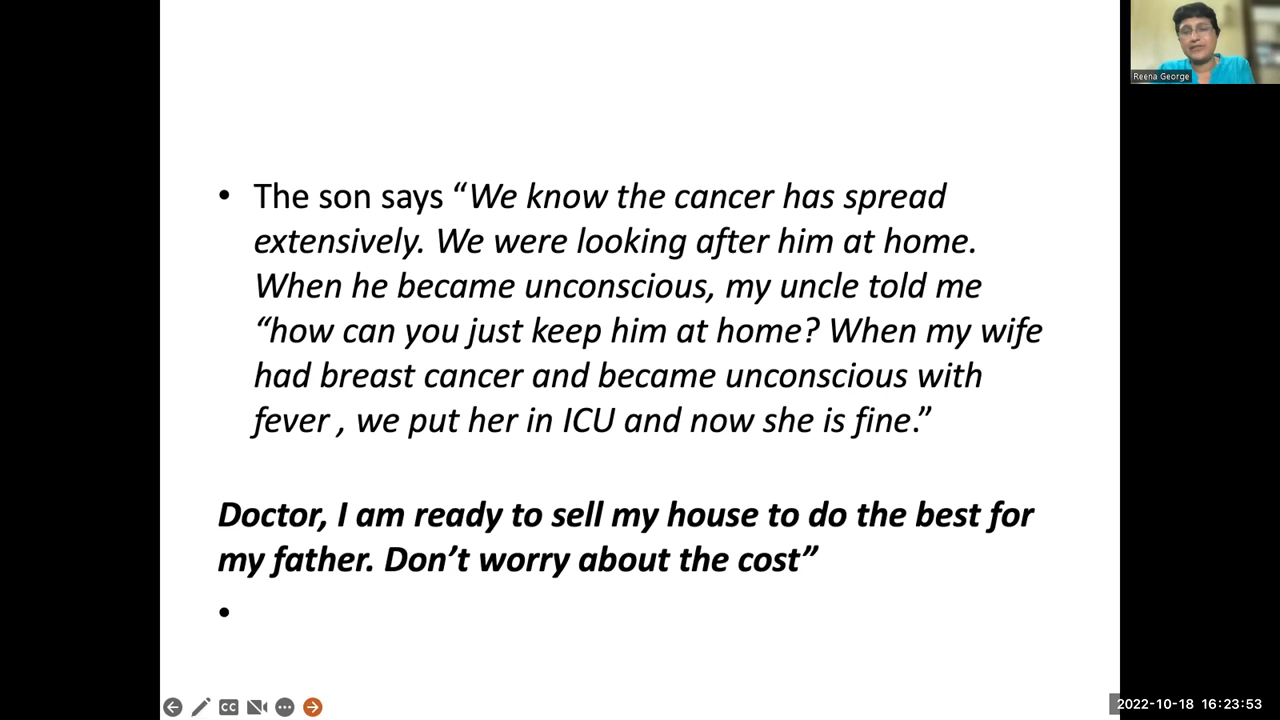 Reena George
• The son says “We know the cancer has spread
extensively. We were looking after him at home.
When he became unconscious, my uncle told me
“how can you just keep him at home? When my wife
had breast cancer and became unconscious with
fever , we put her in ICU and now she is fine.”
Doctor, I am ready to sell my house to do the best for
my father. Don’t worry about the cost”
•
CC
2022-10-18 16:23:53